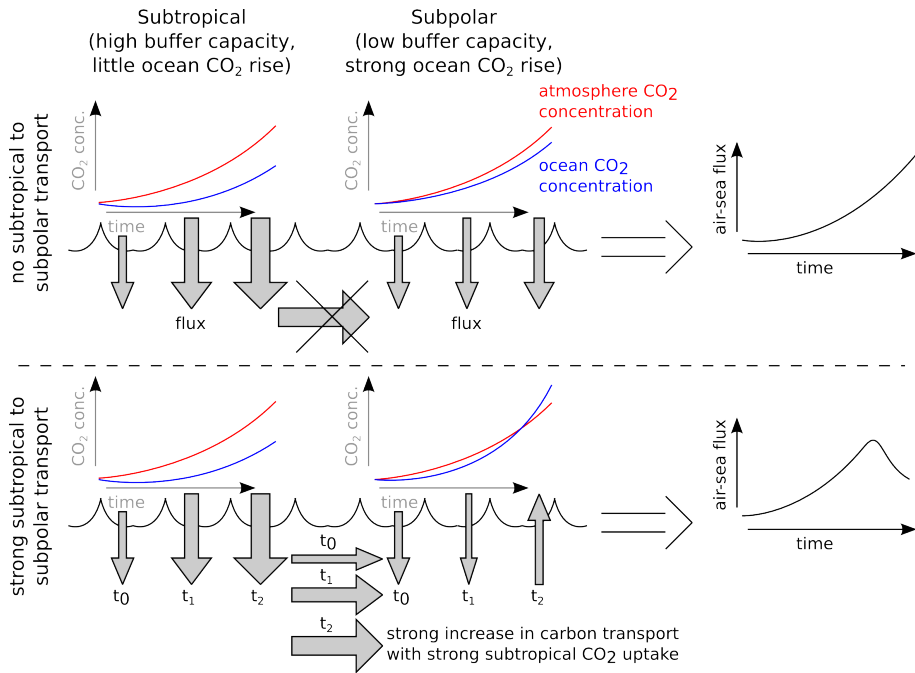 Subtropical
(high buffer capacity,
little ocean CO₂ rise)
Subpolar
(low buffer capacity,
strong ocean CO₂ rise)
no subtropical to
subpolar transport
CO₂ conc.
time
CO₂ conc.
time
atmosphere CO2
concentration
ocean CO₂
concentration
flux
flux
air-sea flux
time
strong subtropical to
subpolar transport
CO₂ conc.
time
CO₂ conc.
time
t0
t₁
t₂
t0
t₁
t₂
t0
t₁
t₂
strong increase in carbon transport
with strong subtropical CO2 uptake
air-sea flux
time